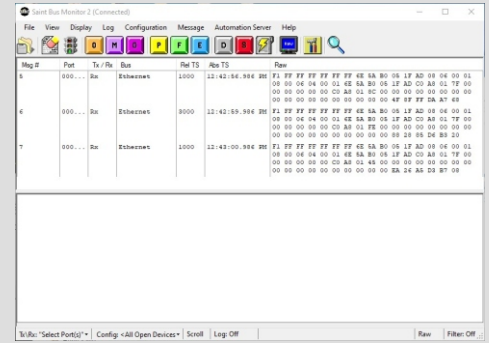 Saint Bus Monitor 2 (Connected)
File View Display Log Configuration Message Automation Server Help
O M D P F E D R
Msg # Port Tx / Rx Bus Rel TS Abs TS Raw
5 000... Rx Ethernet 1000 12:42:56.986 PM F1 FF FF FF FF FF FF 6E 5A B0 05 1F AD 08 06 00 01
08 00 06 04 00 01 6E 5A B0 05 1F AD C0 A8 01 7F 00
00 00 00 00 00 C0 A8 01 9C 00 00 00 00 00 00 00
00 00 00 00 00 00 00 00 00 4F 8F FF DA A7 68
6 000... Rx Ethernet 3000 12:42:59.986 PM F1 FF FF FF FF FF FF 6E 5A B0 05 1F AD 08 06 00 01
08 00 06 04 00 01 6E 5A B0 05 1F AD C0 A8 01 7F 00
00 00 00 00 00 C0 A8 01 FE 00 00 00 00 00 00 00
00 00 00 00 00 00 00 00 00 88 28 85 D6 B8 20
7 000... Rx Ethernet 1000 12:43:00.986 PM F1 FF FF FF FF FF FF 6E 5A B0 05 1F AD 08 06 00 01
08 00 06 04 00 01 6E 5A B0 05 1F AD C0 A8 01 7F 00
00 00 00 00 00 C0 A8 01 45 00 00 00 00 00 00 00
00 00 00 00 00 00 00 00 00 EA 26 A5 D3 B7 08
Tx\Rx: "Select Port(s)" Config: <All Open Devices Scroll Log: Off Raw Filter: Off